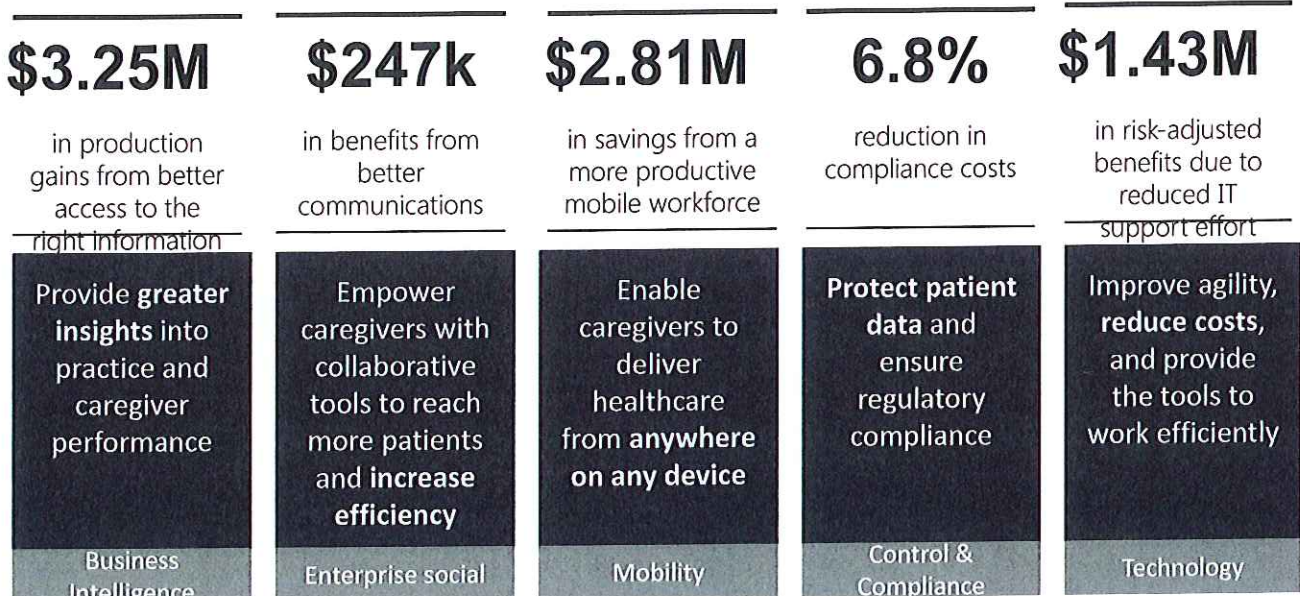 $3.25M
in production
gains from better
access to the
right information
Provide greater
insights into
practice and
caregiver
performance
Business
Intelligence
$247k
in benefits from
better
communications
Empower
caregivers with
collaborative
tools to reach
more patients
and increase
efficiency
Enterprise social
$2.81M
in savings from a
more productive
mobile workforce
Enable
caregivers to
deliver
healthcare
from anywhere
on any device
Mobility
6.8%
reduction in
compliance costs
Protect patient
data and
ensure
regulatory
compliance
Control &
Compliance
$1.43M
in risk-adjusted
benefits due to
reduced IT
support effort
Improve agility,
reduce costs,
and provide
the tools to
work efficiently
Technology